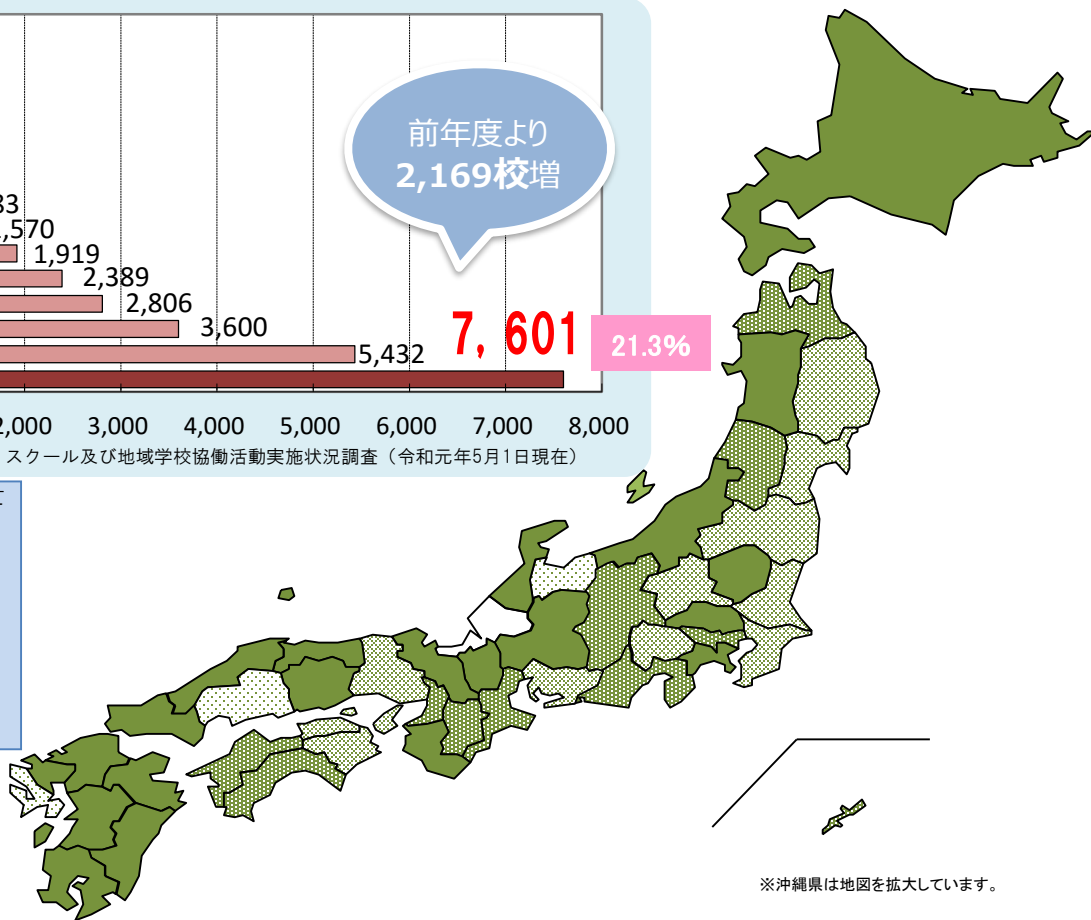 前年度より
2,169校増
83
,570
1,919
2,389
2,806
3,600
5,432
7,601
21.3%
2,000 3,000 4,000 5,000 6,000 7,000 8,000
スクール及び地域学校協働活動実施状況調査（令和元年5月1日現在）
※沖縄県は地図を拡大しています。